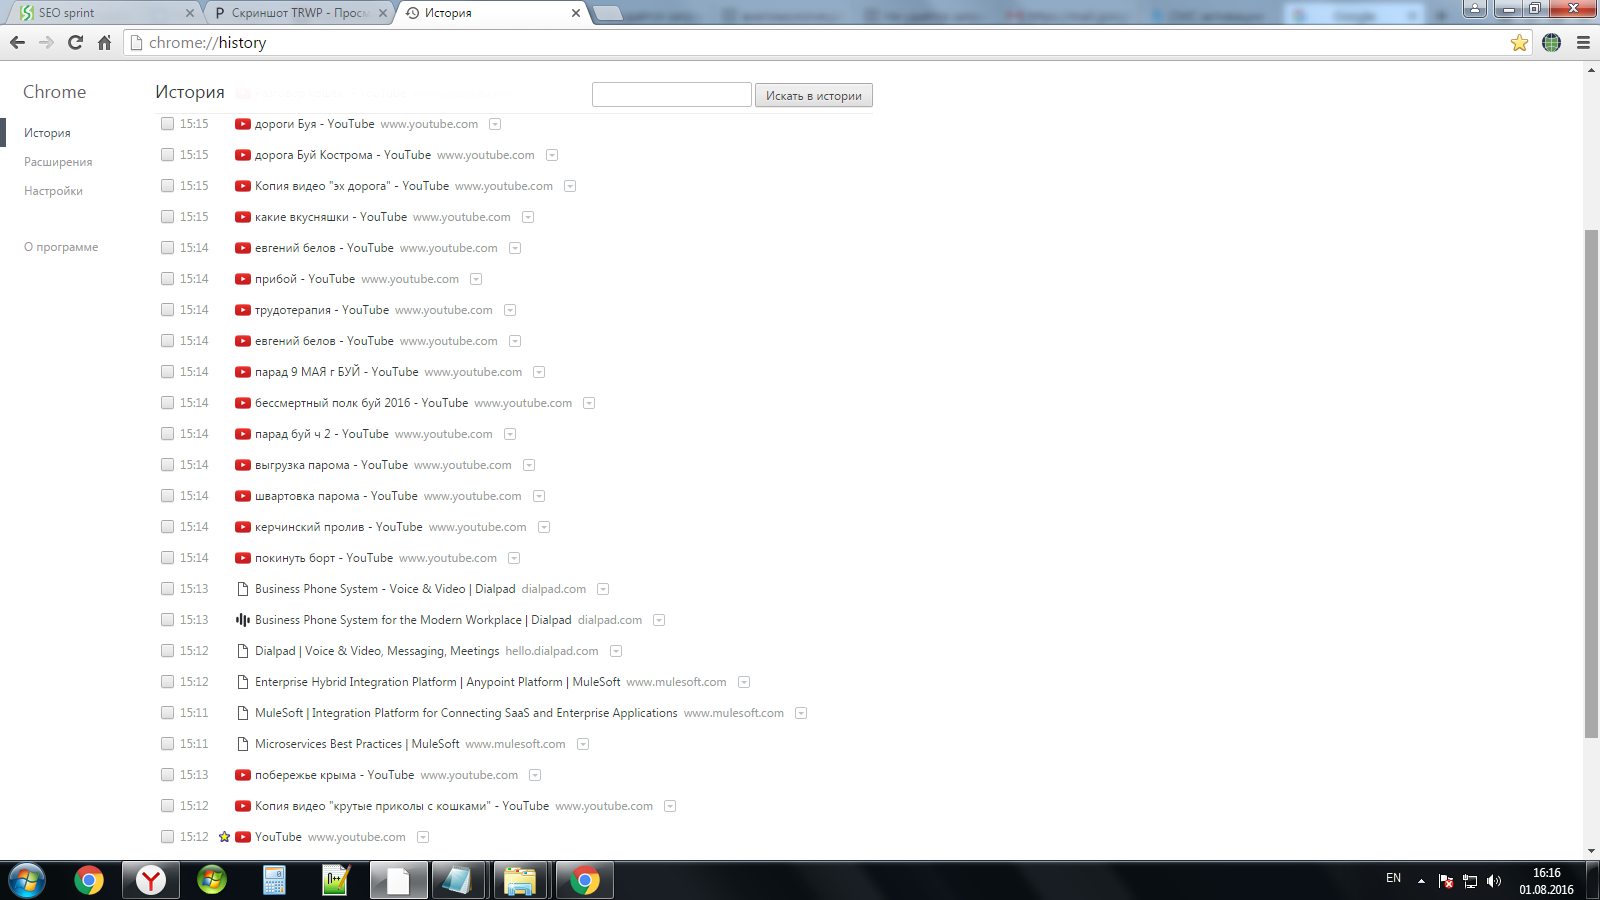 SEO sprint
Скриншот TRWP - Просм
История
chrome://history
Chrome
История
Искать в истории
История
Расширения
Настройки
О программе
15:15 дороги Буя - YouTube www.youtube.com
15:15 дорога Буй Кострома - YouTube www.youtube.com
15:15 Копия видео "эх дорога" - YouTube www.youtube.com
15:15 какие вкусняшки - YouTube www.youtube.com
15:14 евгений белов - YouTube www.youtube.com
15:14 прибой - YouTube www.youtube.com
15:14 трудотерапия - YouTube www.youtube.com
15:14 евгений белов - YouTube www.youtube.com
15:14 парад 9 МАЯ г БУЙ - YouTube www.youtube.com
15:14 бессмертный полк буй 2016 - YouTube www.youtube.com
15:14 парад буй ч 2 - YouTube www.youtube.com
15:14 выгрузка парома - YouTube www.youtube.com
15:14 швартовка парома - YouTube www.youtube.com
15:14 керчинский пролив - YouTube www.youtube.com
15:14 покинуть борт - YouTube www.youtube.com
15:13 Business Phone System - Voice & Video | Dialpad dialpad.com
15:13 Business Phone System for the Modern Workplace | Dialpad dialpad.com
15:12 Dialpad | Voice & Video, Messaging, Meetings hello.dialpad.com
15:12 Enterprise Hybrid Integration Platform | Anypoint Platform | MuleSoft www.mulesoft.com
15:11 MuleSoft | Integration Platform for Connecting SaaS and Enterprise Applications www.mulesoft.com
15:11 Microservices Best Practices | MuleSoft www.mulesoft.com
15:13 побережье крыма - YouTube www.youtube.com
15:12 Копия видео "крутые приколы с кошками" - YouTube www.youtube.com
15:12 YouTube www.youtube.com
EN
16:16
01.08.2016